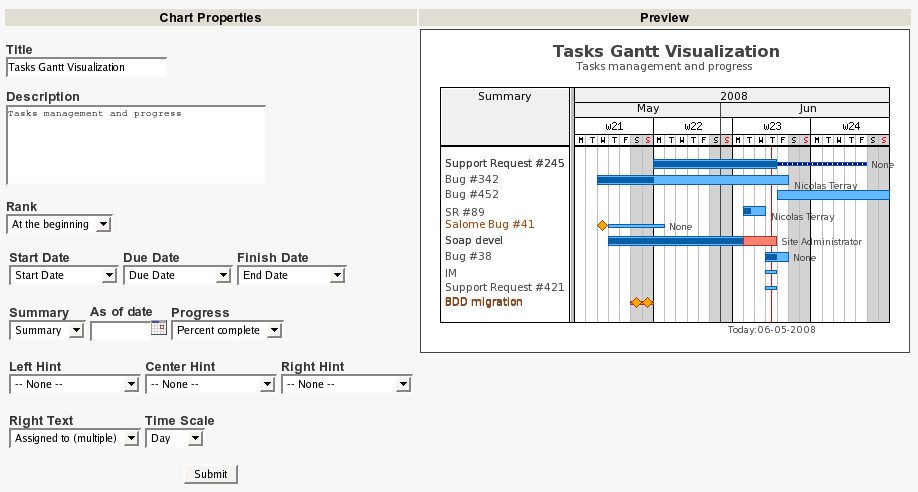 Chart Properties
Title
Tasks Gantt Visualization
Description
Tasks management and progress
Rank
At the beginning
Start Date Due Date Finish Date
Start Date Due Date End Date
Summary As of date Progress
Summary Percent complete
Left Hint Center Hint Right Hint
-- None -- -- None -- -- None --
Right Text Time Scale
Assigned to (multiple) Day
Submit
Preview
Tasks Gantt Visualization
Tasks management and progress
Summary 2008
May Jun
w21 w22 w23 w24
M T W T F S S M T W T F S S M T W T F S S M T W T F S S
Support Request #245 None
Bug #342 Nicolas Terray
Bug #452
SR #89 Nicolas Terray
Salome Bug #41 None
Soap devel Site Administrator
Bug #38 None
IM
Support Request #421
BDD migration
Today:06-05-2008